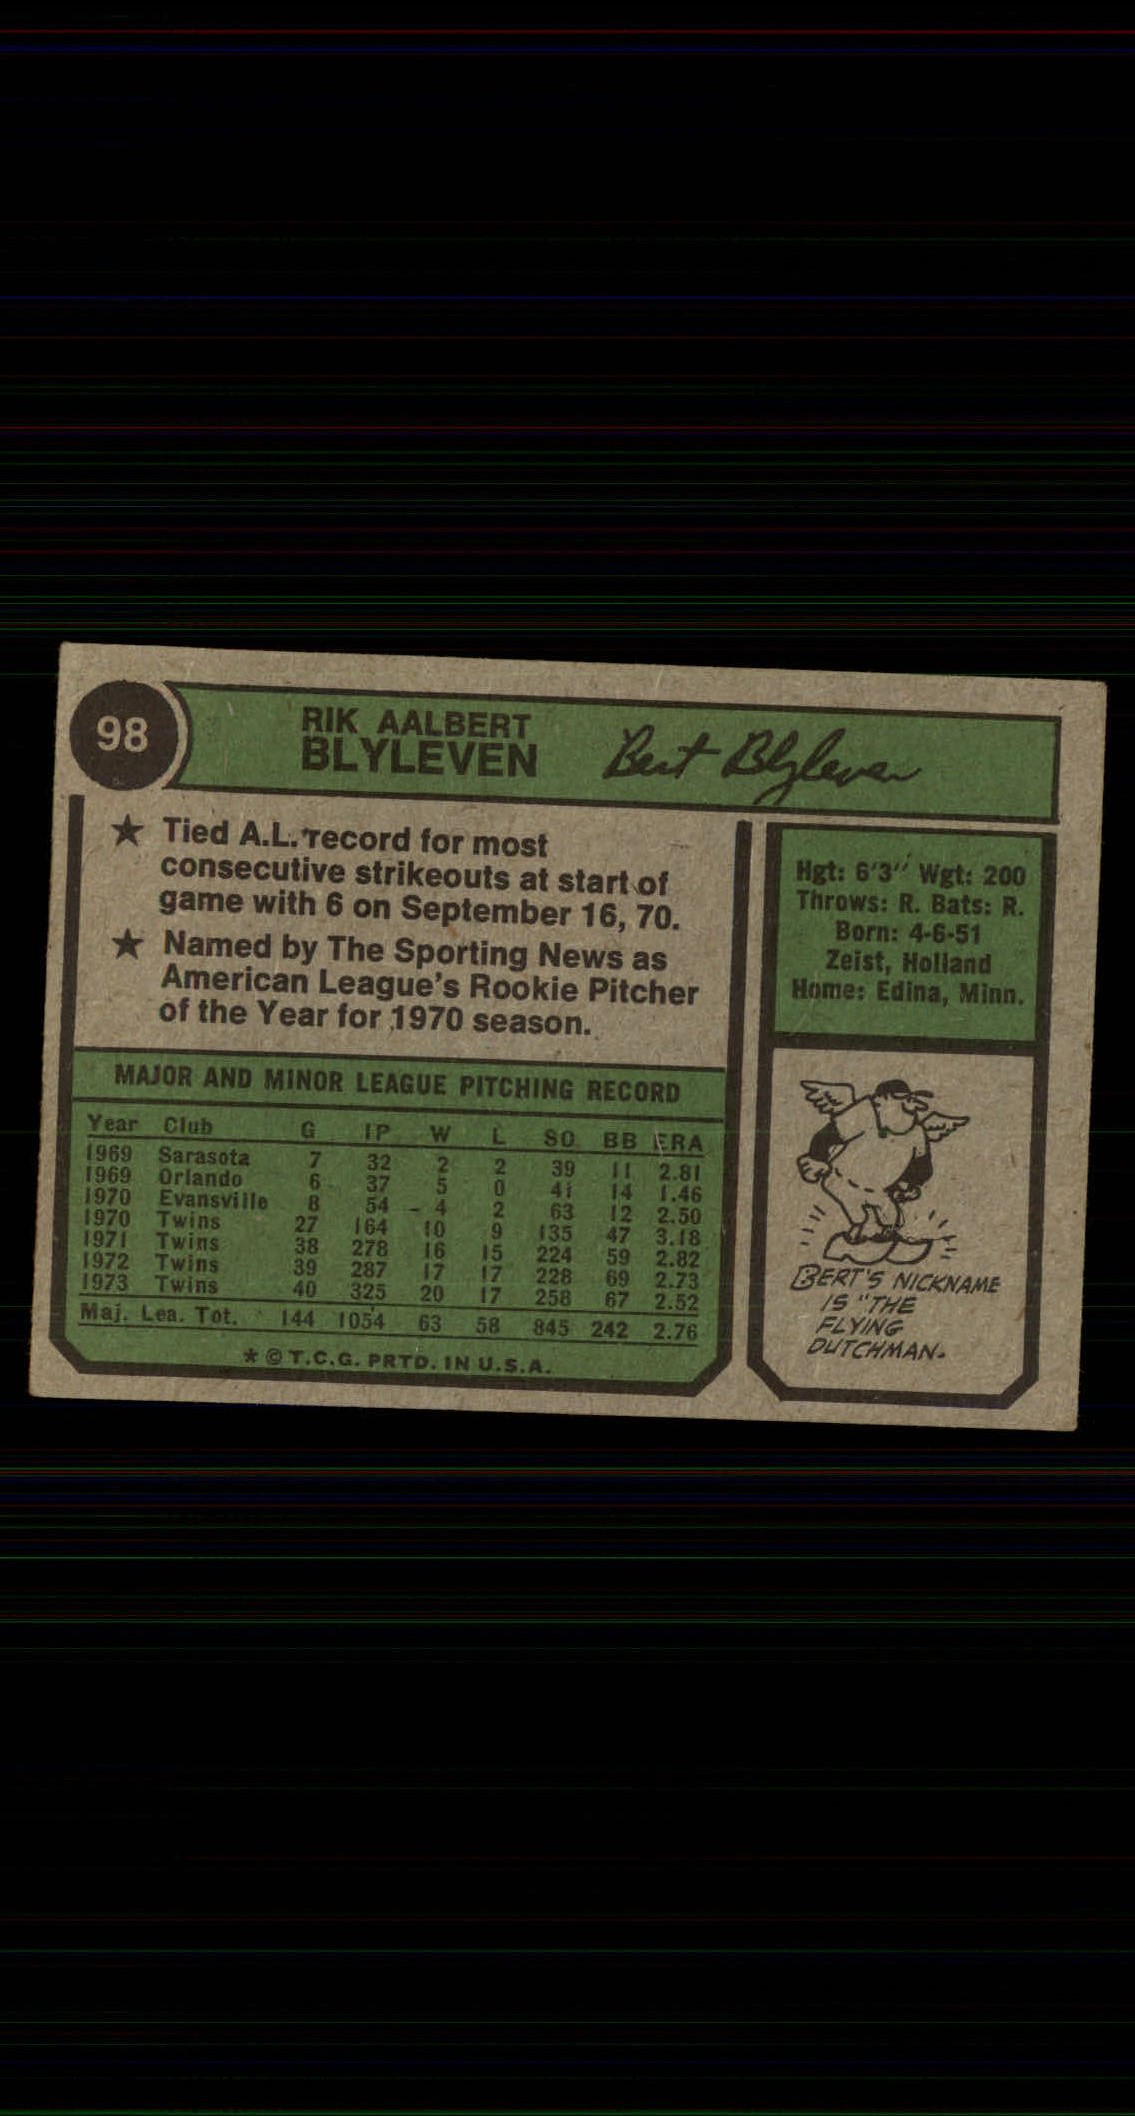 98
RIK AALBERT
BLYLEVEN
Bert Blyleven
★ Tied A.L. record for most
consecutive strikeouts at start of
game with 6 on September 16, 70.
★ Named by The Sporting News as
American League's Rookie Pitcher
of the Year for 1970 season.
Hgt: 6'3" Wgt: 200
Throws: R. Bats: R.
Born: 4-6-51
Zeist, Holland
Home: Edina, Minn.
MAJOR AND MINOR LEAGUE PITCHING RECORD
Year Club G IP W L SO BB ERA
1969 Sarasota 7 32 2 2 39 11 2.81
1969 Orlando 6 37 5 0 41 14 1.46
1970 Evansville 8 54 4 2 63 12 2.50
1970 Twins 27 164 10 9 135 47 3.18
1971 Twins 38 278 16 15 224 59 2.82
1972 Twins 39 287 17 17 228 69 2.73
1973 Twins 40 325 20 17 258 67 2.52
Maj. Lea. Tot. 144 1054 63 58 845 242 2.76
* © T.C.G. PRTD. IN U.S.A.
BERT'S NICKNAME
IS "THE
FLYING
DUTCHMAN.